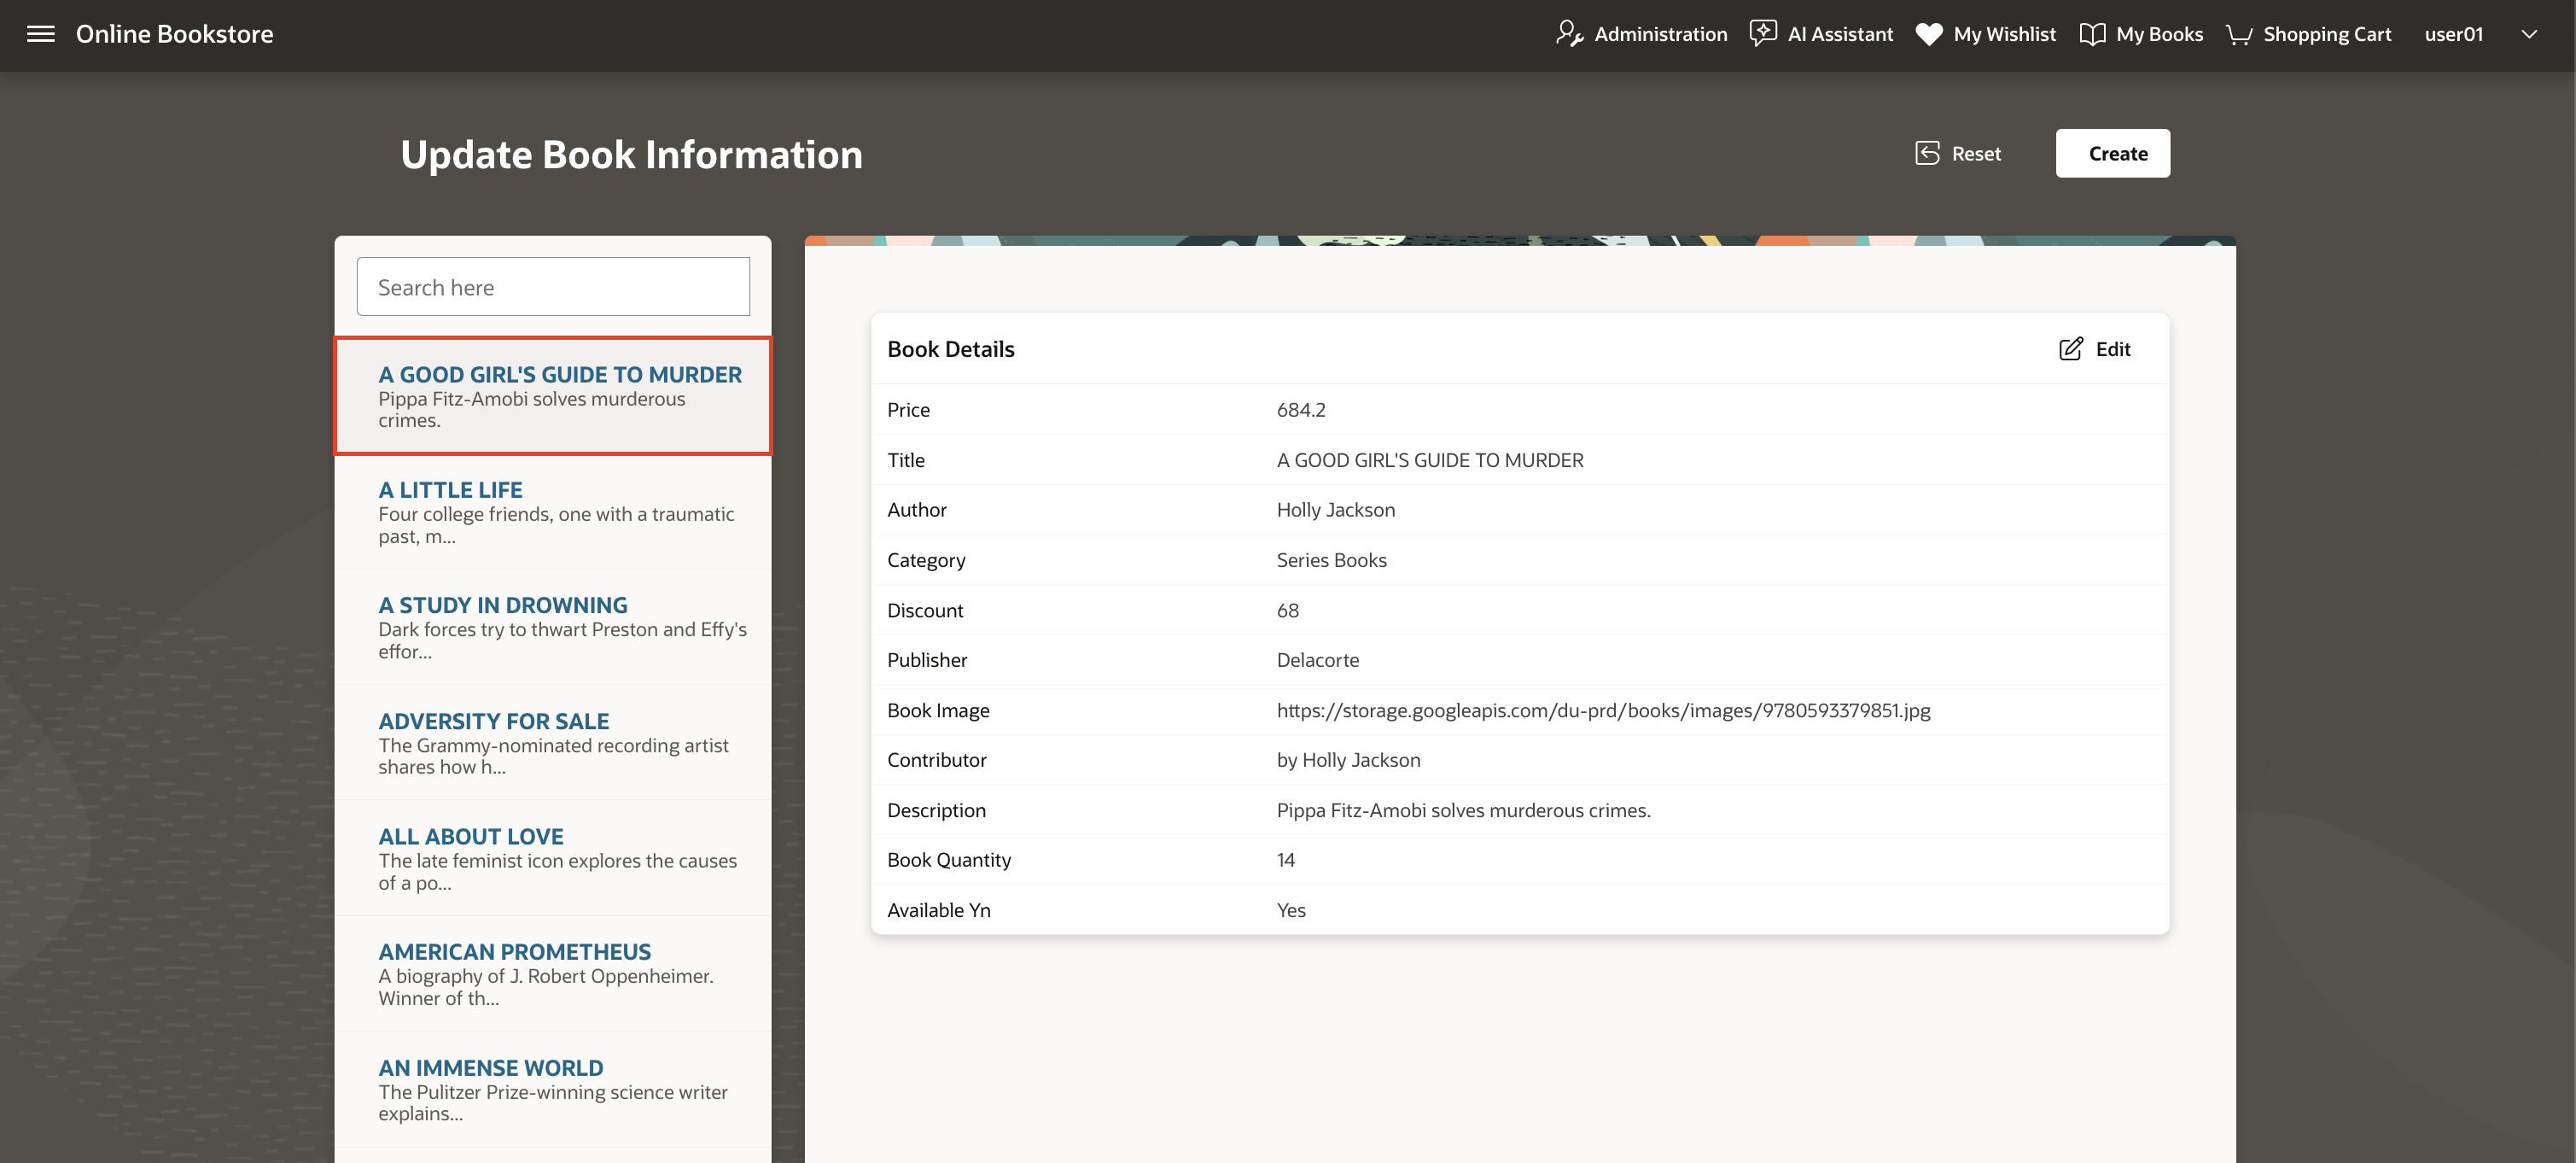 Online Bookstore
Administration
AI Assistant
My Wishlist
My Books
Shopping Cart
user01
Update Book Information
Reset
Create
Search here
A GOOD GIRL'S GUIDE TO MURDER
Pippa Fitz-Amobi solves murderous
crimes.
A LITTLE LIFE
Four college friends, one with a traumatic
past, m...
A STUDY IN DROWNING
Dark forces try to thwart Preston and Effy's
effor...
ADVERSITY FOR SALE
The Grammy-nominated recording artist
shares how h...
ALL ABOUT LOVE
The late feminist icon explores the causes
of a po...
AMERICAN PROMETHEUS
A biography of J. Robert Oppenheimer.
Winner of th...
AN IMMENSE WORLD
The Pulitzer Prize-winning science writer
explains...
Book Details
Edit
Price 684.2
Title A GOOD GIRL'S GUIDE TO MURDER
Author Holly Jackson
Category Series Books
Discount 68
Publisher Delacorte
Book Image https://storage.googleapis.com/du-prd/books/images/9780593379851.jpg
Contributor by Holly Jackson
Description Pippa Fitz-Amobi solves murderous crimes.
Book Quantity 14
Available Yn Yes